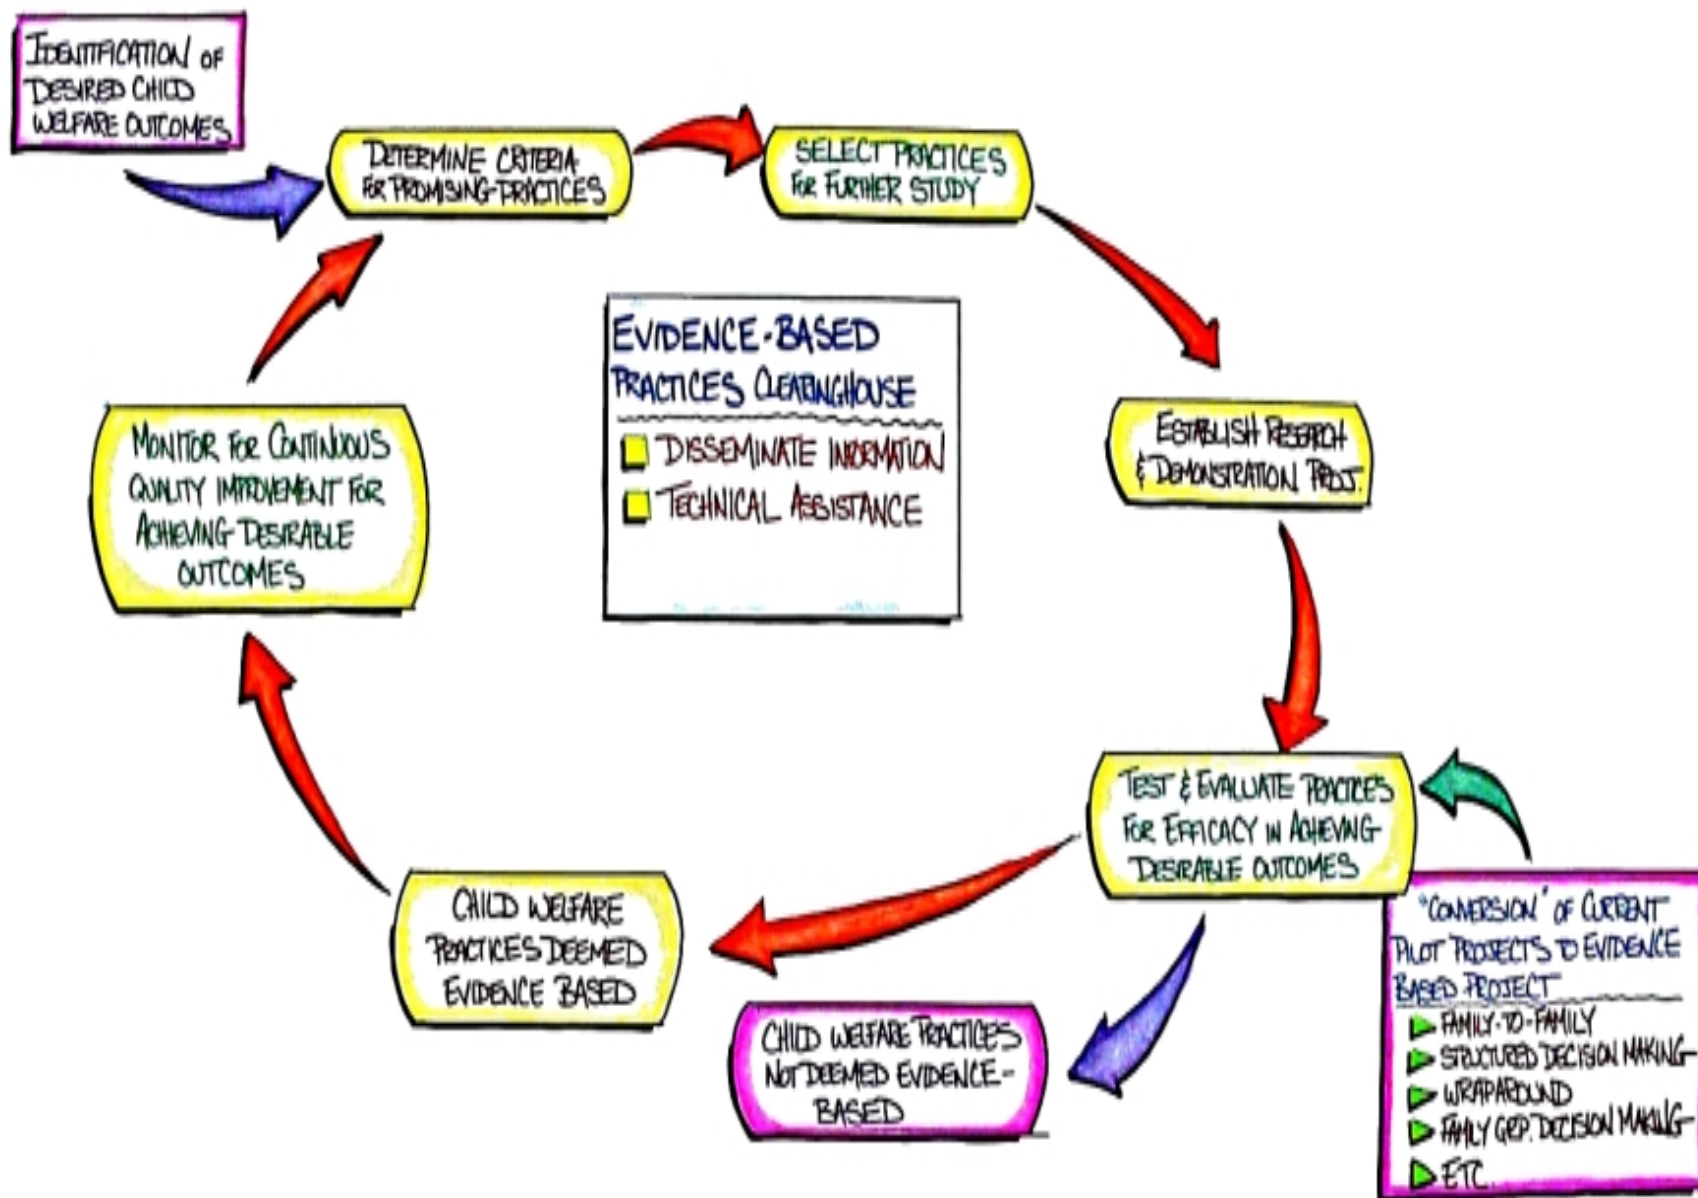 IDENTIFICATION OF
DESIRED CHILD
WELFARE OUTCOMES
DETERMINE CRITERIA
FOR PROMISING-PRACTICES
SELECT PRACTICES
FOR FURTHER STUDY
EVIDENCE-BASED
PRACTICES CLEARINGHOUSE
DISSEMINATE INFORMATION
TECHNICAL ASSISTANCE
ESTABLISH RESEARCH
& DEMONSTRATION PROJ.
MONITOR FOR CONTINUOUS
QUALITY IMPROVEMENT FOR
ACHIEVING DESIRABLE
OUTCOMES
TEST & EVALUATE PRACTICES
FOR EFFICACY IN ACHIEVING
DESIRABLE OUTCOMES
CHILD WELFARE
PRACTICES DEEMED
EVIDENCE BASED
CHILD WELFARE PRACTICES
NOT DEEMED EVIDENCE-
BASED
"CONVERSION" OF CURRENT
PILOT PROJECTS TO EVIDENCE
BASED PROJECT
FAMILY-TO-FAMILY
STRUCTURED DECISION MAKING
WRAPAROUND
FAMILY GRP. DECISION MAKING
ETC.